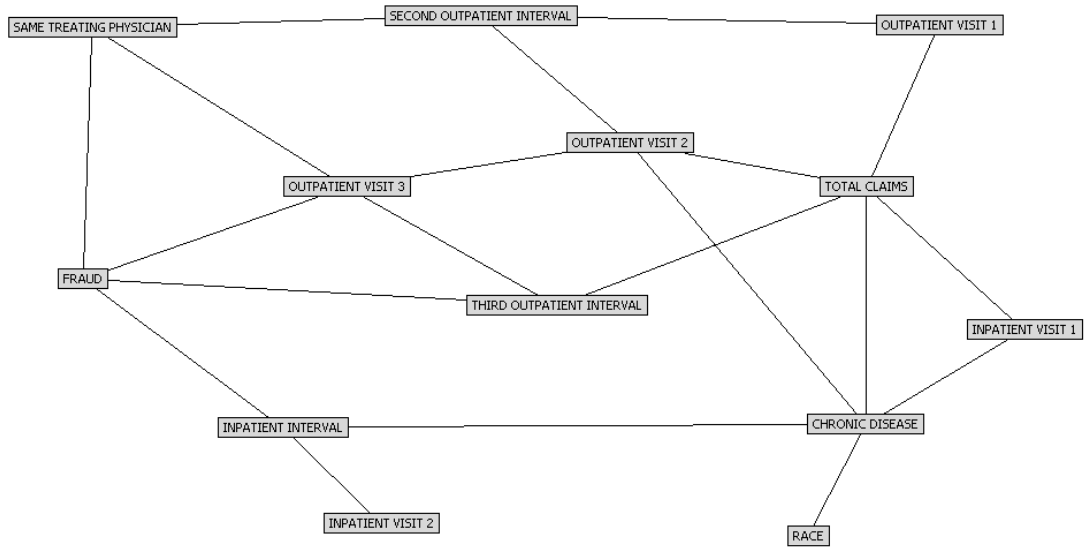 SAME TREATING PHYSICIAN
SECOND OUTPATIENT INTERVAL
OUTPATIENT VISIT 1
OUTPATIENT VISIT 2
OUTPATIENT VISIT 3
TOTAL CLAIMS
FRAUD
THIRD OUTPATIENT INTERVAL
INPATIENT VISIT 1
INPATIENT INTERVAL
CHRONIC DISEASE
INPATIENT VISIT 2
RACE